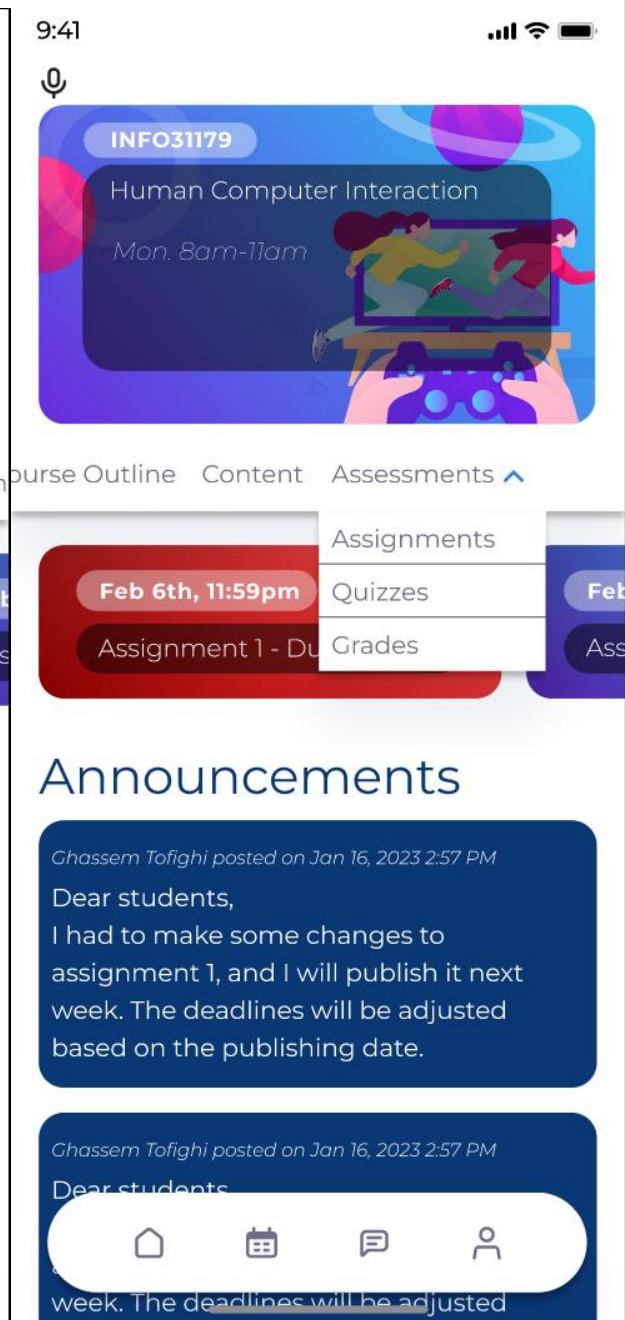 9:41
INFO31179
Human Computer Interaction
Mon. 8am-11am
ourse Outline Content Assessments
Assignments
Quizzes
Grades
Feb 6th, 11:59pm
Assignment 1 - Du
Feb
Ass
Announcements
Ghassem Tofighi posted on Jan 16, 2023 2:57 PM
Dear students,
I had to make some changes to
assignment 1, and I will publish it next
week. The deadlines will be adjusted
based on the publishing date.
Ghassem Tofighi posted on Jan 16, 2023 2:57 PM
Dear students
week. The deadlines will be adjusted